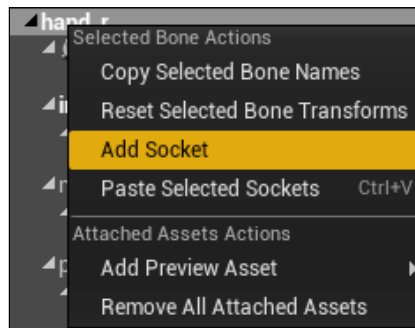 hand_r
Selected Bone Actions
Copy Selected Bone Names
Reset Selected Bone Transforms
Add Socket
Paste Selected Sockets Ctrl+V
Attached Assets Actions
Add Preview Asset
Remove All Attached Assets